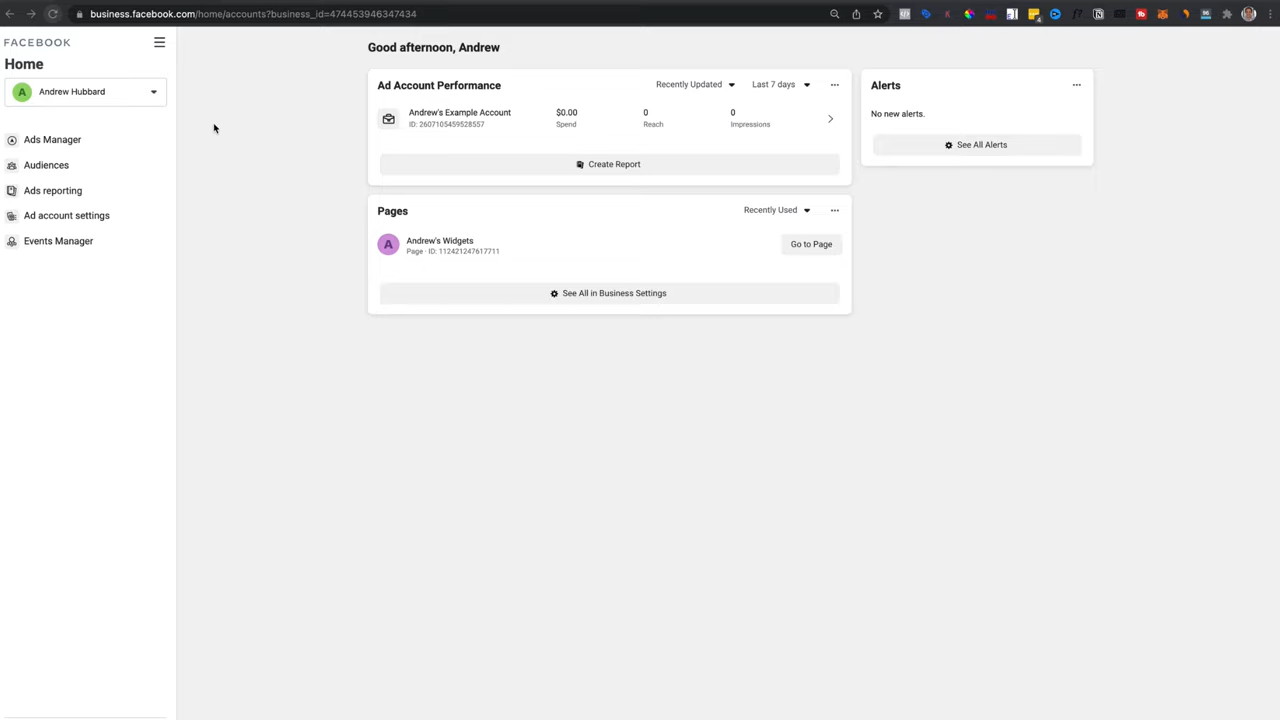 business.facebook.com/home/accounts?business_id=474453946347434
FACEBOOK
Home
A Andrew Hubbard
Ads Manager
Audiences
Ads reporting
Ad account settings
Events Manager
Good afternoon, Andrew
Ad Account Performance Recently Updated Last 7 days
Andrew's Example Account $0.00 0 0
ID: 2607105459528557 Spend Reach Impressions
Create Report
Pages Recently Used
A Andrew's Widgets Go to Page
Page · ID: 112421247617711
See All in Business Settings
Alerts
No new alerts.
See All Alerts